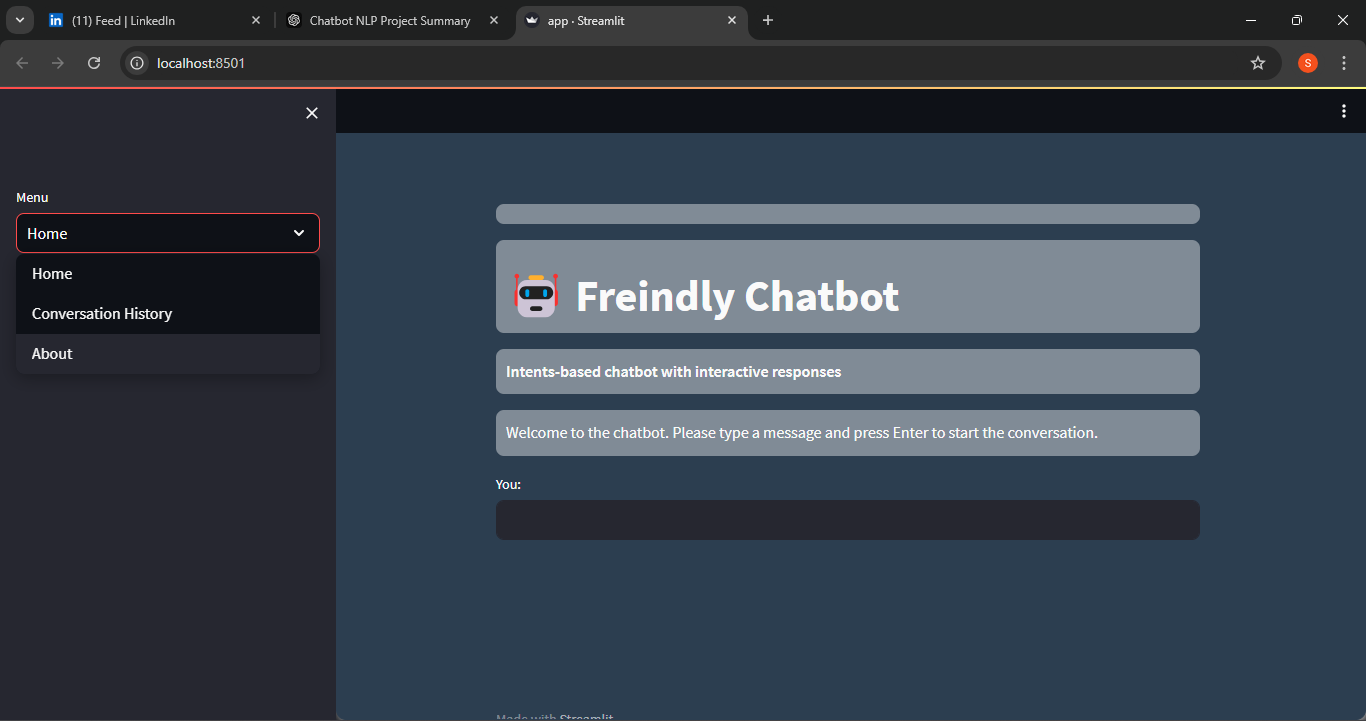 (11) Feed | LinkedIn
Chatbot NLP Project Summary
app · Streamlit
localhost:8501
S
Menu
Home
Home
Conversation History
About
Freindly Chatbot
Intents-based chatbot with interactive responses
Welcome to the chatbot. Please type a message and press Enter to start the conversation.
You:
Made with Streamlit